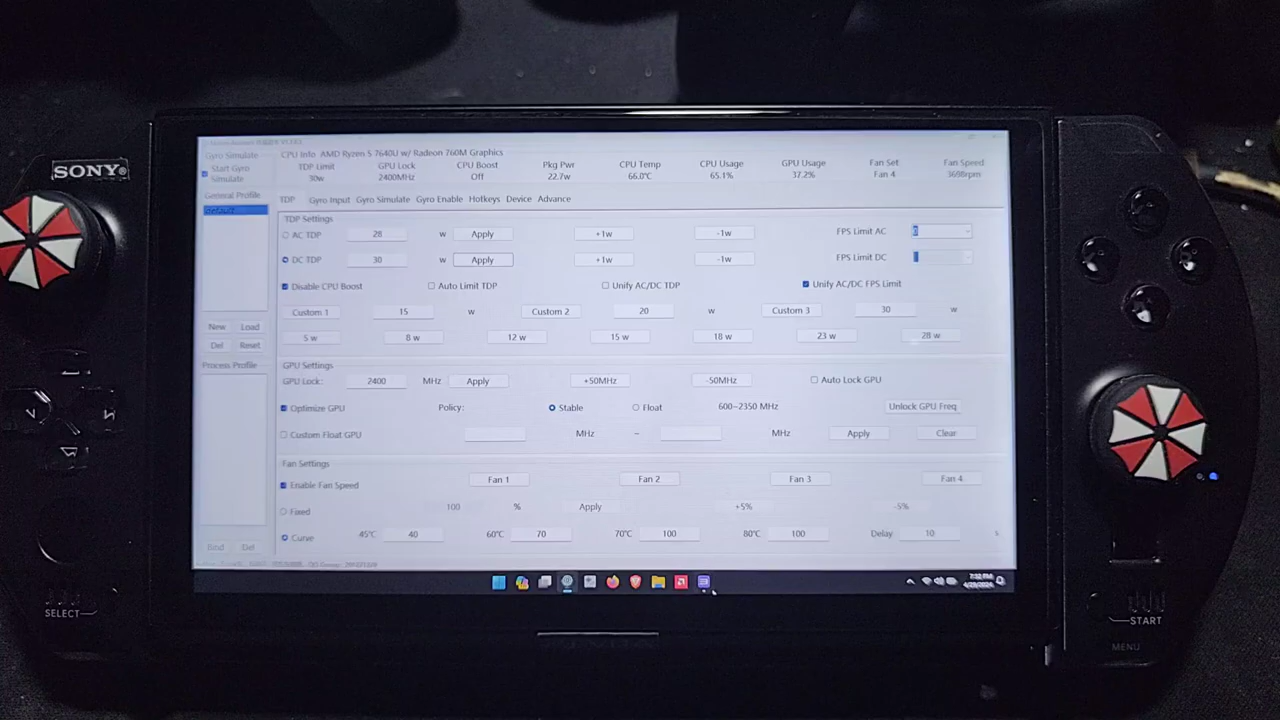 SONY
Gyro Simulate
Start Gyro
Simulate
General Profile
default
New Load
Del Reset
Process Profile
Bind Del
CPU Info AMD Ryzen 5 7640U w/ Radeon 760M Graphics
TDP Limit GPU Lock CPU Boost Pkg Pwr CPU Temp CPU Usage GPU Usage Fan Set Fan Speed
30w 2400MHz Off 22.7w 66.0℃ 65.1% 37.2% Fan 4 3698rpm
TDP Gyro Input Gyro Simulate Gyro Enable Hotkeys Device Advance
TDP Settings
AC TDP 28 w Apply +1w -1w FPS Limit AC
DC TDP 30 w Apply +1w -1w FPS Limit DC
Disable CPU Boost Auto Limit TDP Unify AC/DC TDP Unify AC/DC FPS Limit
Custom 1 15 w Custom 2 20 w Custom 3 30 w
5 w 8 w 12 w 15 w 18 w 23 w 28 w
GPU Settings
GPU Lock: 2400 MHz Apply +50MHz -50MHz Auto Lock GPU
Optimize GPU Policy: Stable Float 600~2350 MHz Unlock GPU Freq
Custom Float GPU MHz ~ MHz Apply Clear
Fan Settings
Enable Fan Speed Fan 1 Fan 2 Fan 3 Fan 4
Fixed 100 % Apply +5% -5%
Curve 45℃ 40 60℃ 70 70℃ 100 80℃ 100 Delay 10 s
7:32 PM
4/29/2024
SELECT
START
MENU